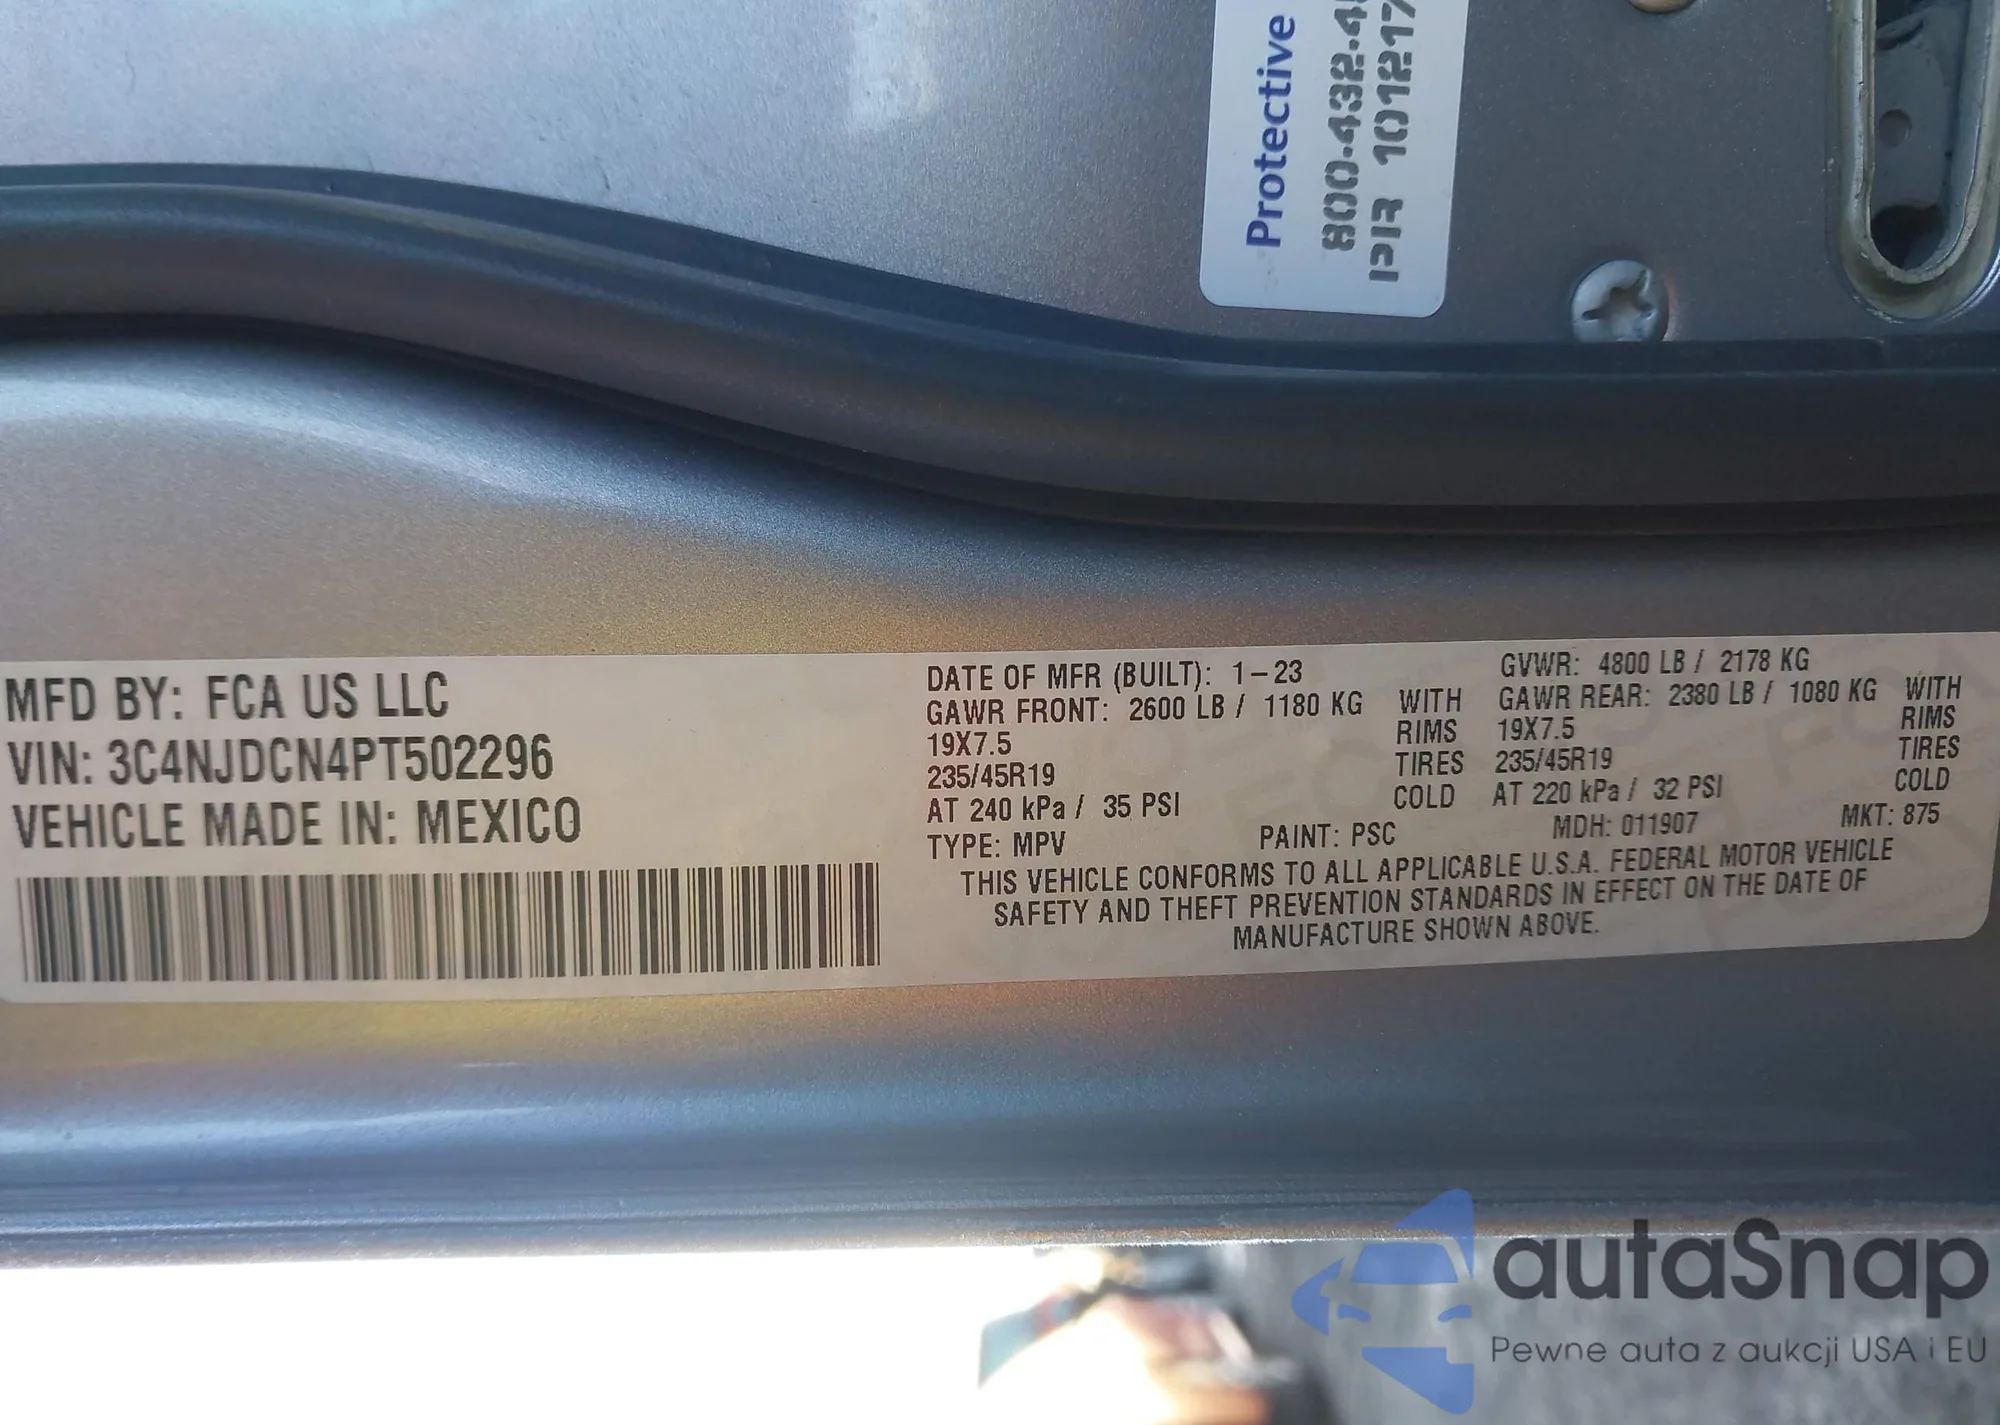 Protective
800.432.4
PIR 101217
MFD BY: FCA US LLC
VIN: 3C4NJDCN4PT502296
VEHICLE MADE IN: MEXICO
DATE OF MFR (BUILT): 1-23
GAWR FRONT: 2600 LB / 1180 KG WITH
19X7.5 RIMS
235/45R19 TIRES
AT 240 kPa / 35 PSI COLD
GVWR: 4800 LB / 2178 KG
GAWR REAR: 2380 LB / 1080 KG WITH
19X7.5 RIMS
235/45R19 TIRES
AT 220 kPa / 32 PSI COLD
TYPE: MPV PAINT: PSC MDH: 011907 MKT: 875
THIS VEHICLE CONFORMS TO ALL APPLICABLE U.S.A. FEDERAL MOTOR VEHICLE
SAFETY AND THEFT PREVENTION STANDARDS IN EFFECT ON THE DATE OF
MANUFACTURE SHOWN ABOVE.
autaSnap
Pewne auta z aukcji USA i EU